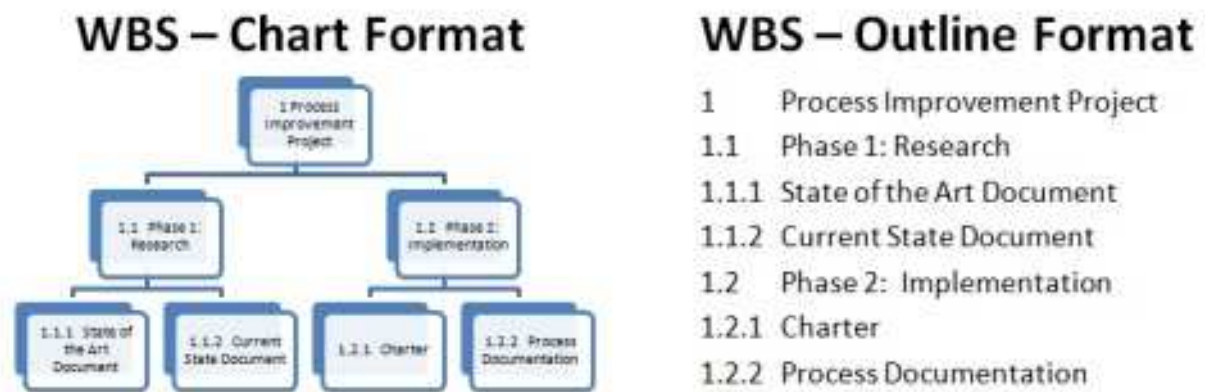 WBS – Chart Format
1 Process
Improvement
Project
1.1 Phase 1:
Research
1.2 Phase 2:
Implementation
1.1.1 State of
the Art
Document
1.1.2 Current
State Document
1.2.1 Charter
1.2.2 Process
Documentation
WBS – Outline Format
1 Process Improvement Project
1.1 Phase 1: Research
1.1.1 State of the Art Document
1.1.2 Current State Document
1.2 Phase 2: Implementation
1.2.1 Charter
1.2.2 Process Documentation